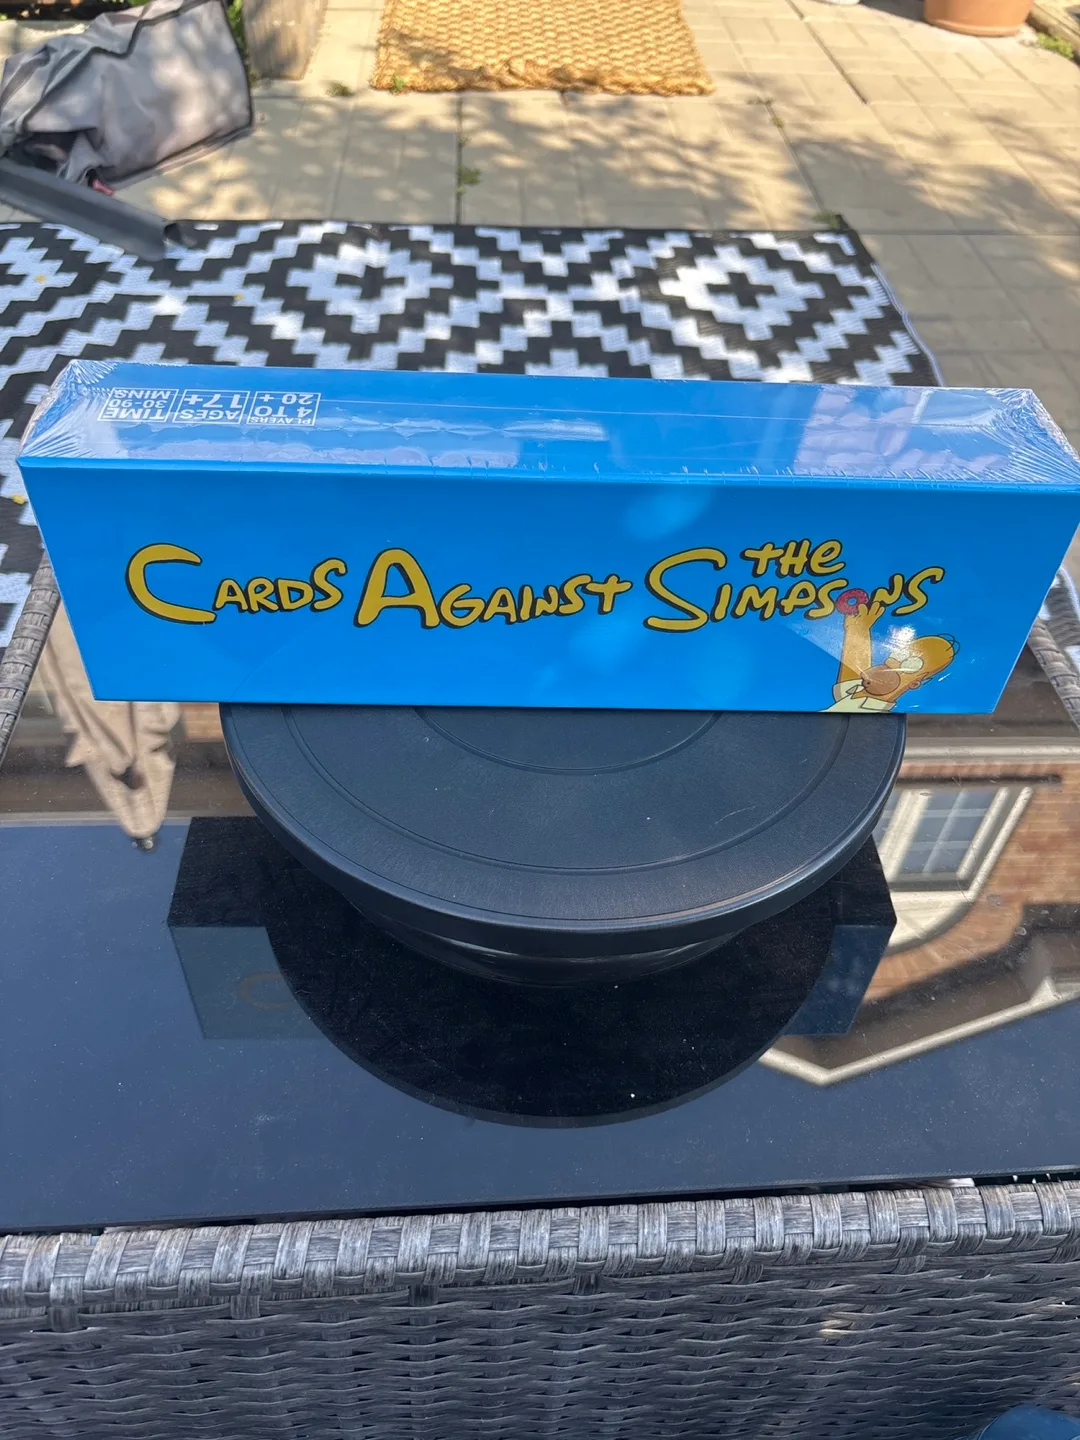 PLAYERS
4 TO
20 +
AGES
17+
TIME
30-90
MINS
CARDS AGAINST THE SIMPSONS